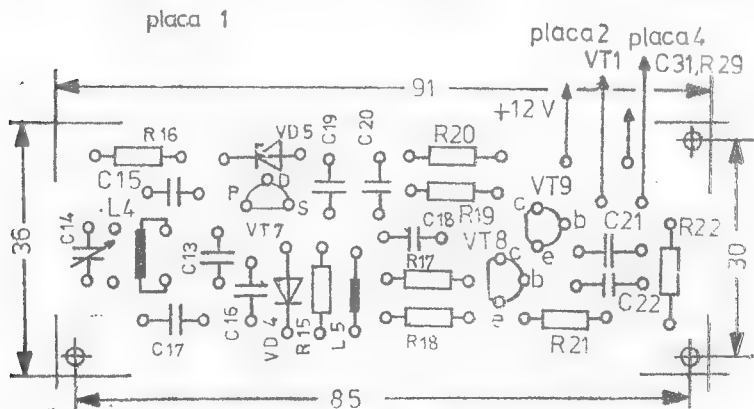 placa 1
placa 2 placa 4
VT1 C31,R29
91
+12 V
R16 VD5 C19 C20 R20
C15 P D S R19 VT9
C14 L4 VT7 C18 VT8 c b e C21 R22
36 C13 R17 c b e C22 30
C16 VD4 R15 L5
C17 R18 R21
85